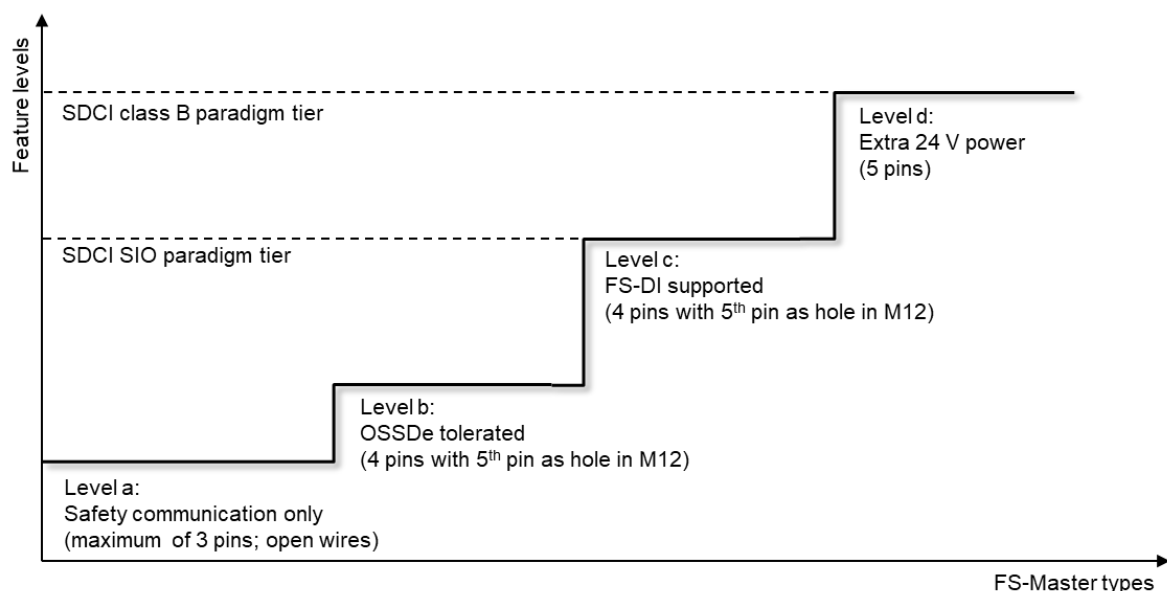 Feature levels
SDCI class B paradigm tier
Level d:
Extra 24 V power
(5 pins)
SDCI SIO paradigm tier
Level c:
FS-DI supported
(4 pins with 5th pin as hole in M12)
Level b:
OSSDe tolerated
(4 pins with 5th pin as hole in M12)
Level a:
Safety communication only
(maximum of 3 pins; open wires)
FS-Master types